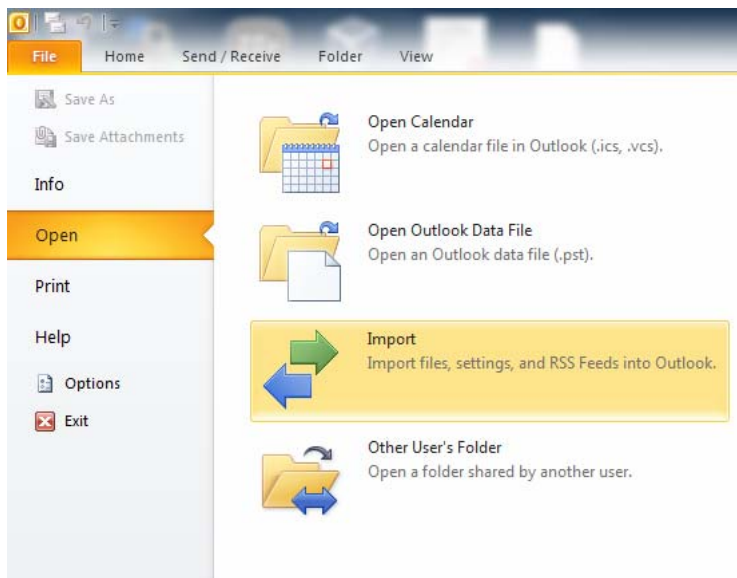 File Home Send / Receive Folder View
Save As
Save Attachments
Info
Open
Print
Help
Options
Exit
Open Calendar
Open a calendar file in Outlook (.ics, .vcs).
Open Outlook Data File
Open an Outlook data file (.pst).
Import
Import files, settings, and RSS Feeds into Outlook.
Other User's Folder
Open a folder shared by another user.